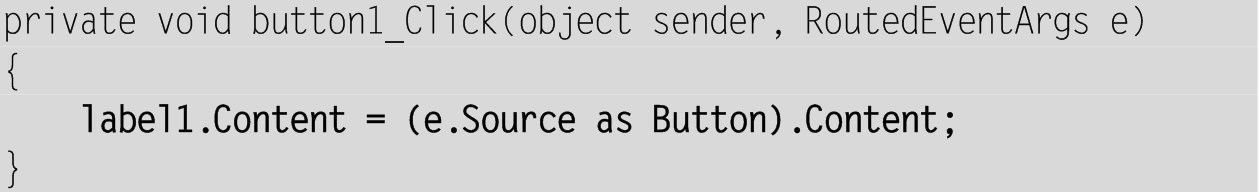 private void button1_Click(object sender, RoutedEventArgs e)
{
    label1.Content = (e.Source as Button).Content;
}